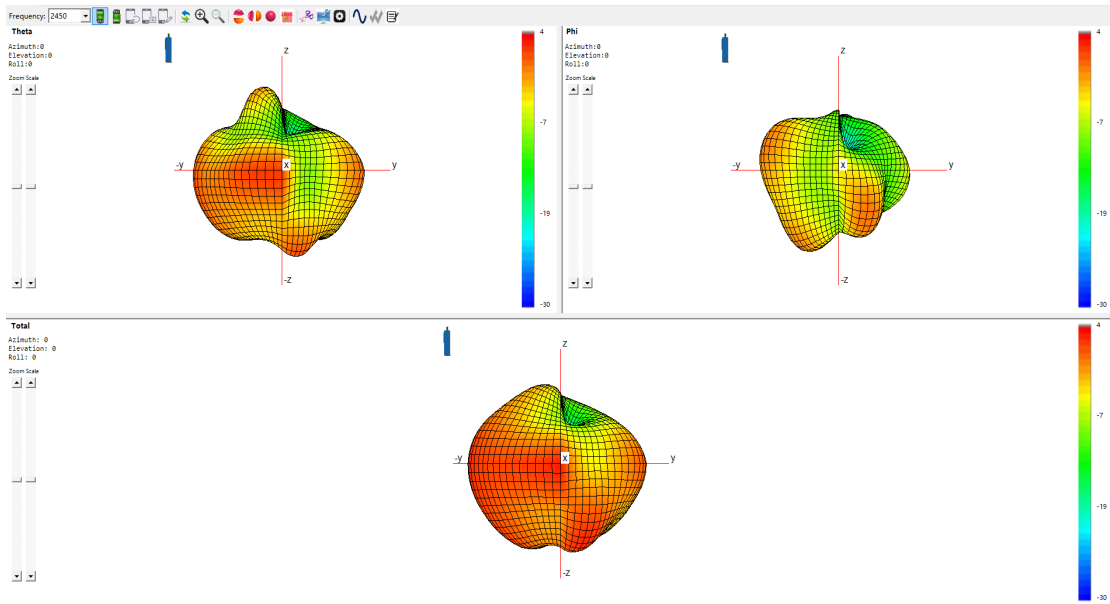 Frequency: 2450
Theta
Azimuth:0
Elevation:0
Roll:0
Zoom Scale
z
-y
x
y
-z
4
-7
-19
-30
Phi
Azimuth:0
Elevation:0
Roll:0
Zoom Scale
z
-y
x
y
-z
4
-7
-19
-30
Total
Azimuth: 0
Elevation: 0
Roll: 0
Zoom Scale
z
-y
x
y
-z
4
-7
-19
-30